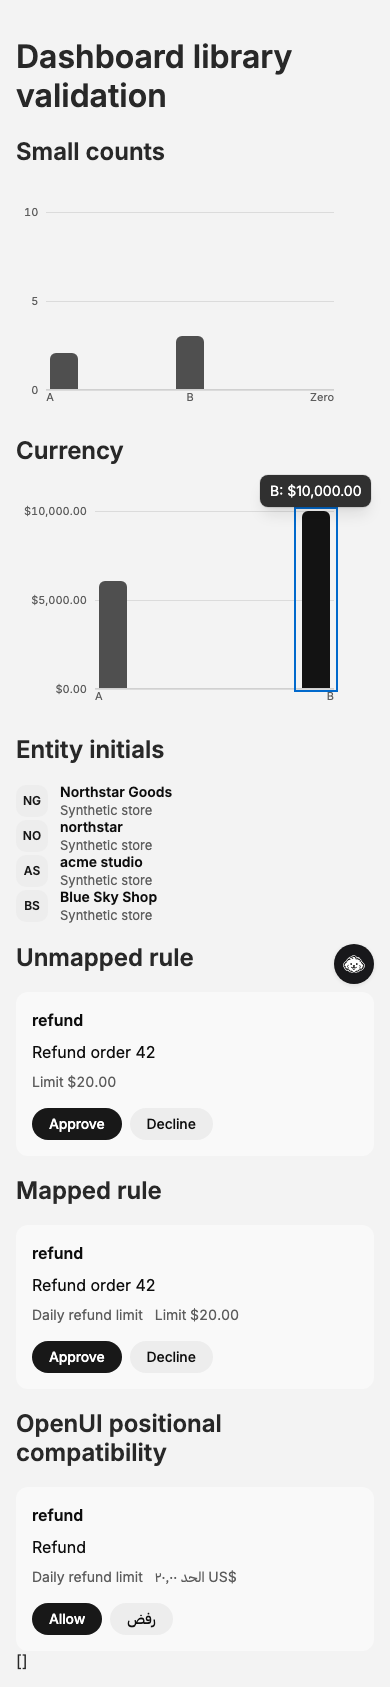 Dashboard library
validation
Small counts
10
5
0
A B Zero
Currency
B: $10,000.00
$10,000.00
$5,000.00
$0.00
A B
Entity initials
NG Northstar Goods
Synthetic store
NO northstar
Synthetic store
AS acme studio
Synthetic store
BS Blue Sky Shop
Synthetic store
Unmapped rule
refund
Refund order 42
Limit $20.00
Approve Decline
Mapped rule
refund
Refund order 42
Daily refund limit Limit $20.00
Approve Decline
OpenUI positional
compatibility
refund
Refund
Daily refund limit الحد ٢٠٫٠٠ US$
Allow رفض
[]